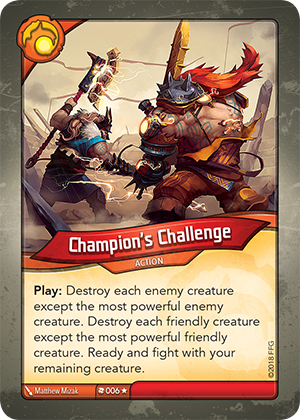 Champion's Challenge
ACTION
Play: Destroy each enemy creature
except the most powerful enemy
creature. Destroy each friendly creature
except the most powerful friendly
creature. Ready and fight with your
remaining creature.
©2018 FFG
Matthew Mizak
006